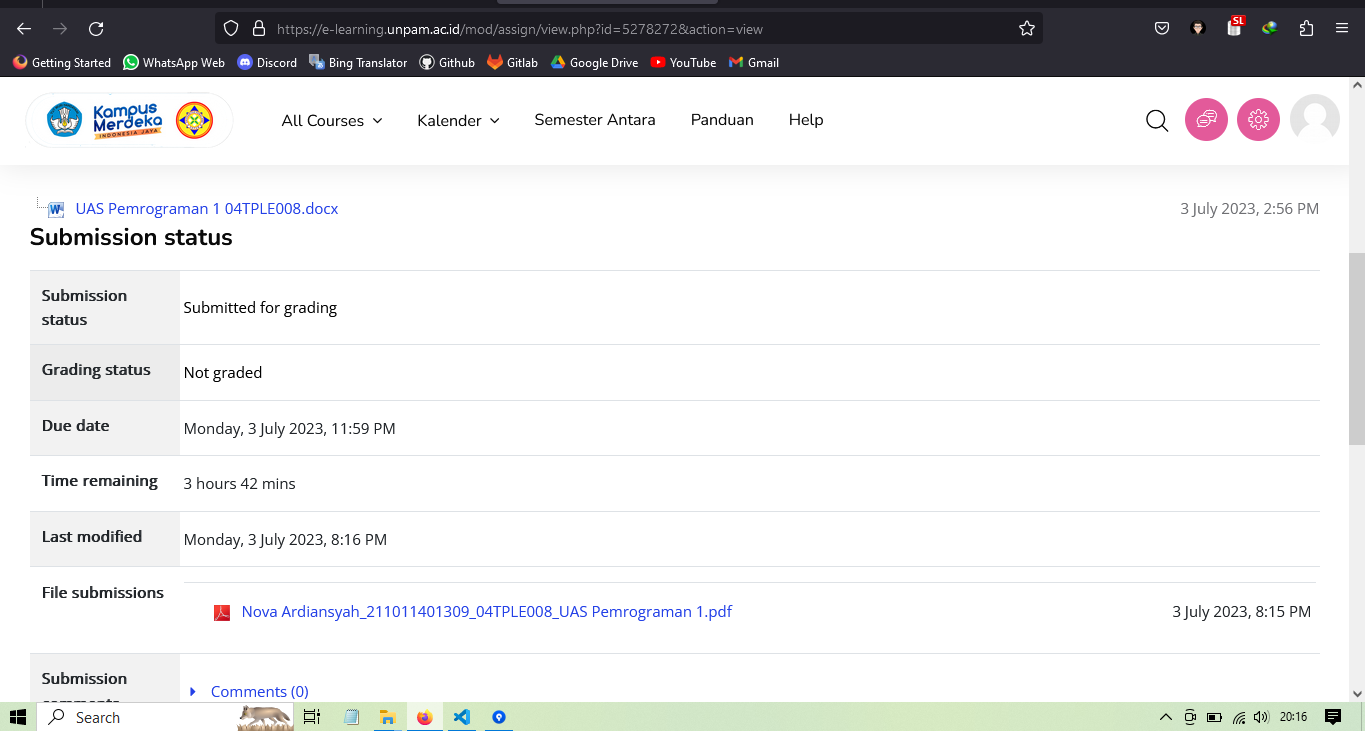 https://e-learning.unpam.ac.id/mod/assign/view.php?id=5278272&action=view
SL
Getting Started WhatsApp Web Discord Bing Translator Github Gitlab Google Drive YouTube Gmail
Kampus
Merdeka
INDONESIA JAYA
All Courses Kalender Semester Antara Panduan Help
UAS Pemrograman 1 04TPLE008.docx 3 July 2023, 2:56 PM
Submission status
Submission
status
Submitted for grading
Grading status Not graded
Due date Monday, 3 July 2023, 11:59 PM
Time remaining 3 hours 42 mins
Last modified Monday, 3 July 2023, 8:16 PM
File submissions
Nova Ardiansyah_211011401309_04TPLE008_UAS Pemrograman 1.pdf 3 July 2023, 8:15 PM
Submission
comments
Comments (0)
Search 20:16